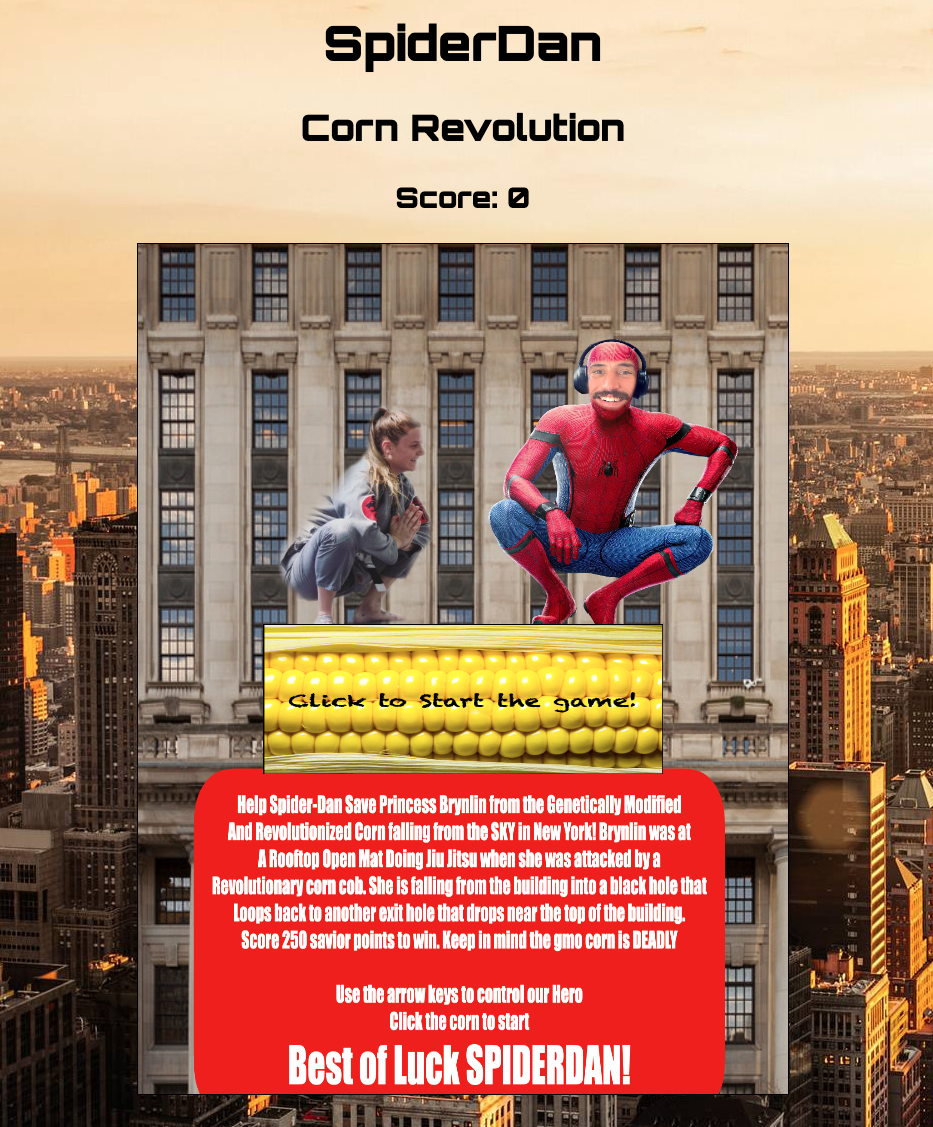 SpiderDan
Corn Revolution
Score: 0
Click to Start the game!
Help Spider-Dan Save Princess Brynlin from the Genetically Modified
And Revolutionized Corn falling from the SKY in New York! Brynlin was at
A Rooftop Open Mat Doing Jiu Jitsu when she was attacked by a
Revolutionary corn cob. She is falling from the building into a black hole that
Loops back to another exit hole that drops near the top of the building.
Score 250 savior points to win. Keep in mind the gmo corn is DEADLY
Use the arrow keys to control our Hero
Click the corn to start
Best of Luck SPIDERDAN!